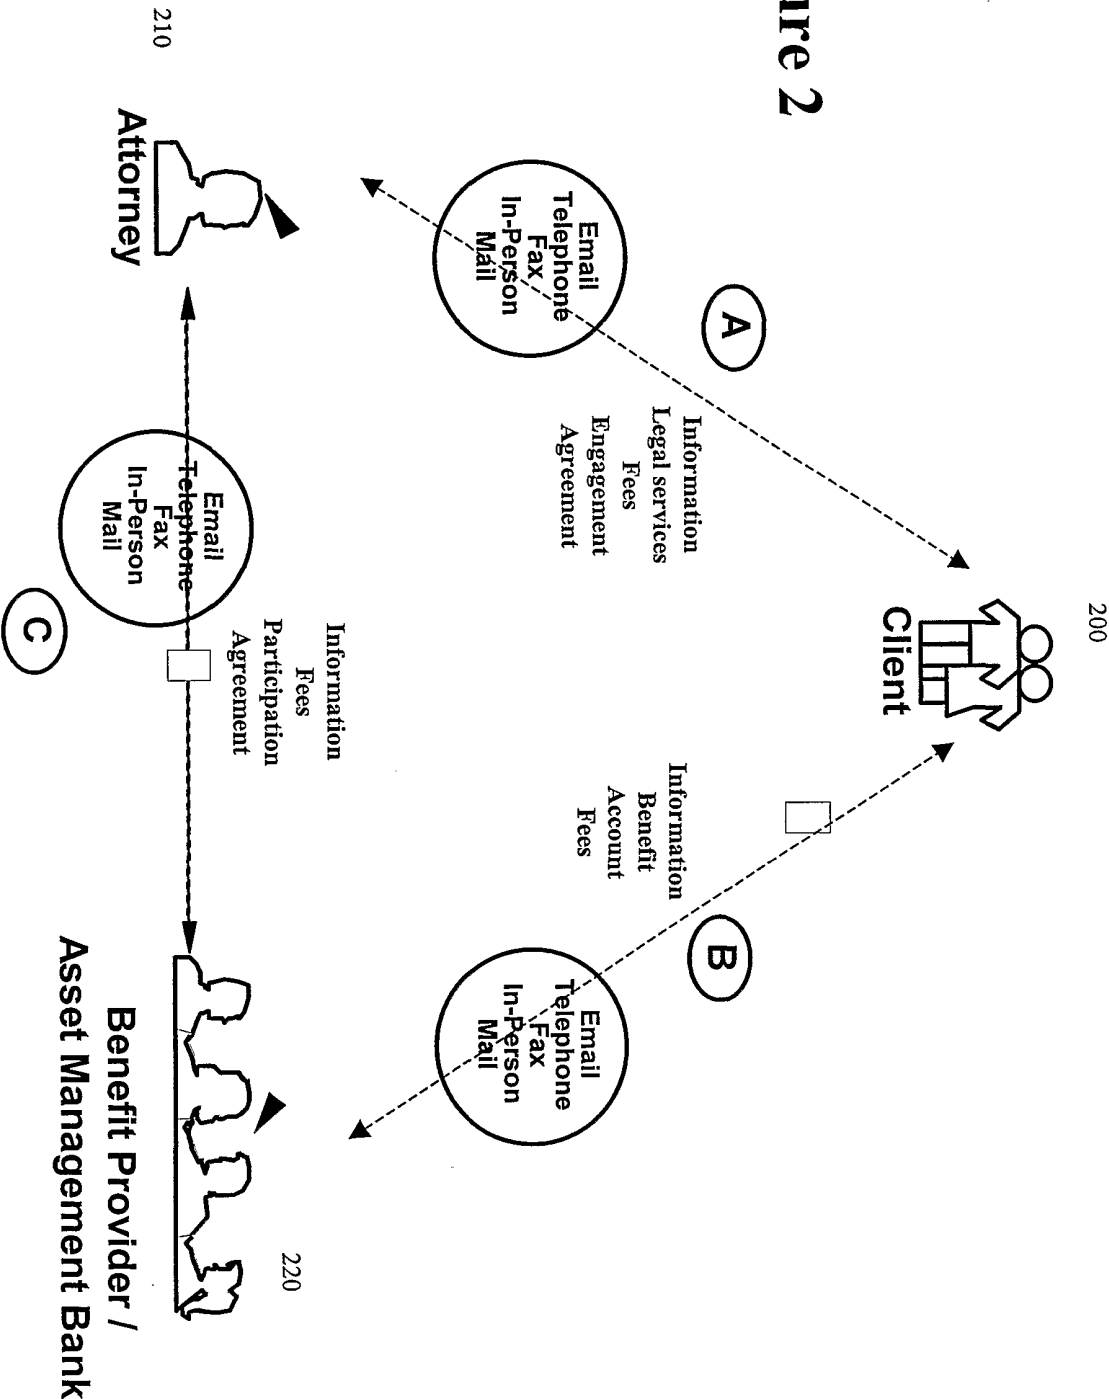 200
Client
ure 2
A
B
Information
Legal services
Fees
Engagement
Agreement
Information
Benefit
Account
Fees
Email
Telephone
Fax
In-Person
Mail
Email
Telephone
Fax
In-Person
Mail
Information
Fees
Participation
Agreement
220
210
Attorney
Email
Telephone
Fax
In-Person
Mail
C
Benefit Provider /
Asset Management Bank